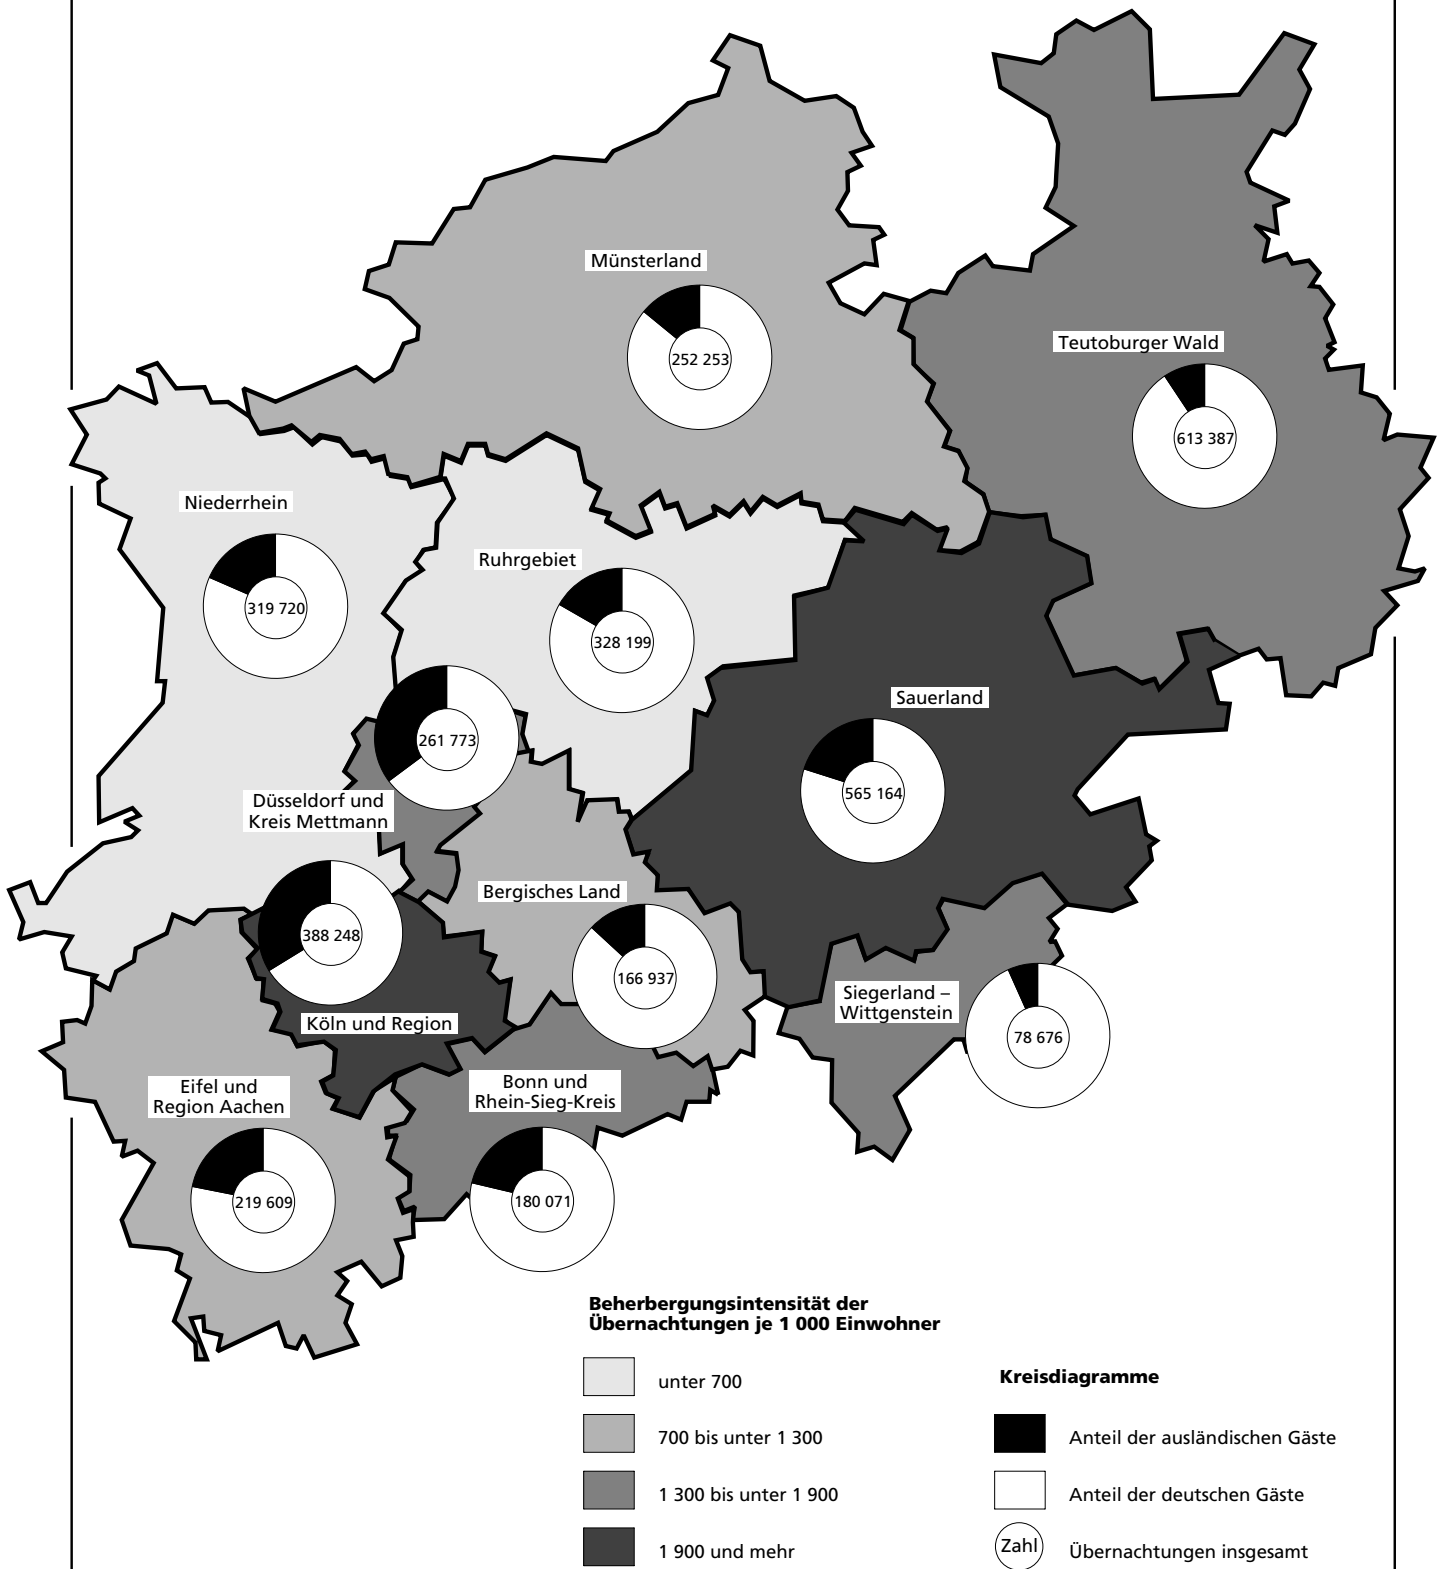 Münsterland
252 253
Teutoburger Wald
613 387
Niederrhein
319 720
Ruhrgebiet
328 199
261 773
Düsseldorf und
Kreis Mettmann
Sauerland
565 164
388 248
Köln und Region
Bergisches Land
166 937
Siegerland –
Wittgenstein
78 676
Eifel und
Region Aachen
219 609
Bonn und
Rhein-Sieg-Kreis
180 071
Beherbergungsintensität der
Übernachtungen je 1 000 Einwohner
unter 700
700 bis unter 1 300
1 300 bis unter 1 900
1 900 und mehr
Kreisdiagramme
Anteil der ausländischen Gäste
Anteil der deutschen Gäste
Zahl
Übernachtungen insgesamt